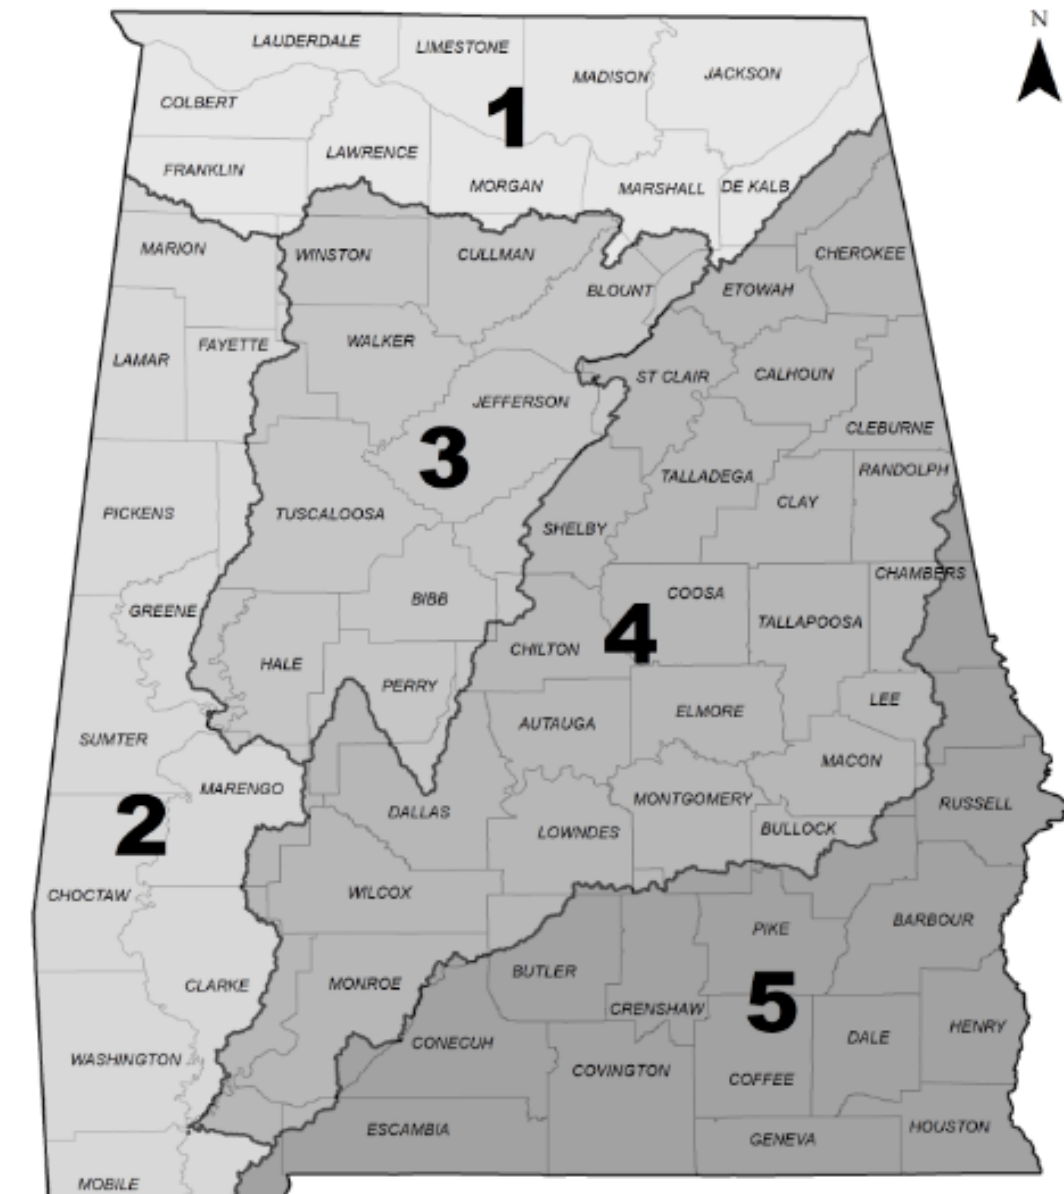 N
LAUDERDALE
LIMESTONE
MADISON
JACKSON
COLBERT
1
LAWRENCE
FRANKLIN
MORGAN
MARSHALL
DE KALB
MARION
WINSTON
CULLMAN
CHEROKEE
BLOUNT
ETOWAH
LAMAR
FAYETTE
WALKER
ST CLAIR
CALHOUN
JEFFERSON
CLEBURNE
3
TALLADEGA
RANDOLPH
CLAY
PICKENS
TUSCALOOSA
SHELBY
CHAMBERS
GREENE
BIBB
COOSA
TALLAPOOSA
4
CHILTON
HALE
PERRY
LEE
SUMTER
AUTAUGA
ELMORE
MACON
MARENGO
2
DALLAS
MONTGOMERY
RUSSELL
LOWNDES
BULLOCK
CHOCTAW
WILCOX
PIKE
BARBOUR
CLARKE
MONROE
BUTLER
CRENSHAW
5
HENRY
WASHINGTON
CONECUH
DALE
COVINGTON
COFFEE
ESCAMBIA
GENEVA
HOUSTON
MOBILE